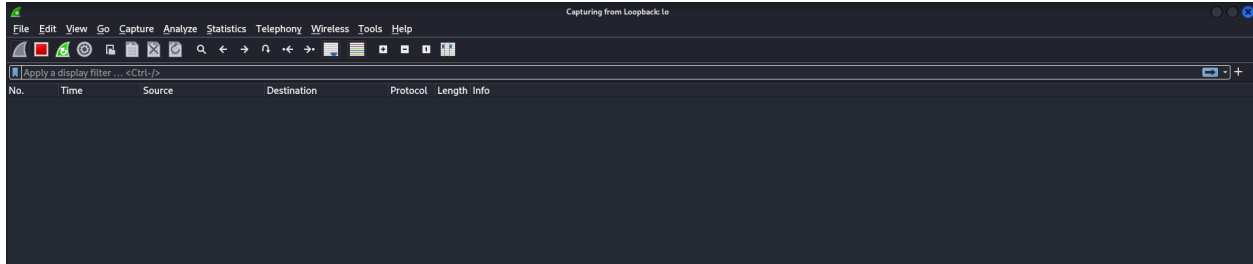 Capturing from Loopback: lo
File Edit View Go Capture Analyze Statistics Telephony Wireless Tools Help
Apply a display filter ... <Ctrl-/>
No. Time Source Destination Protocol Length Info